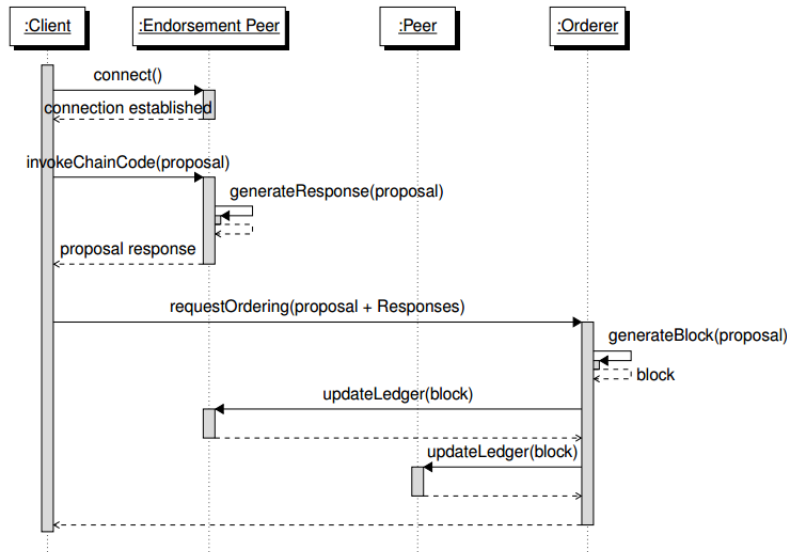 :Client
:Endorsement Peer
:Peer
:Orderer
connect()
connection established
invokeChainCode(proposal)
generateResponse(proposal)
proposal response
requestOrdering(proposal + Responses)
generateBlock(proposal)
block
updateLedger(block)
updateLedger(block)